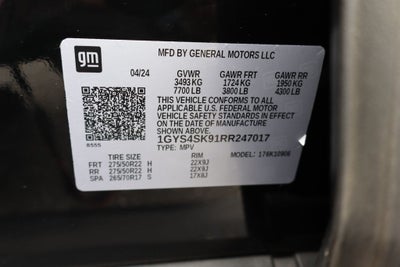 gm
MFD BY GENERAL MOTORS LLC
04/24 GVWR GAWR FRT GAWR RR
3493 KG 1724 KG 1950 KG
7700 LB 3800 LB 4300 LB
THIS VEHICLE CONFORMS TO ALL
APPLICABLE U.S. FEDERAL MOTOR
VEHICLE SAFETY STANDARDS IN EFFECT
ON THE DATE OF MANUFACTURE
SHOWN ABOVE.
1GYS4SK91RR247017
TYPE: MPV MODEL: 1T6K10906
TIRE SIZE RIM
FRT 275/50R22 H 22X9J
RR 275/50R22 H 22X9J
SPA 265/70R17 S 17X8J